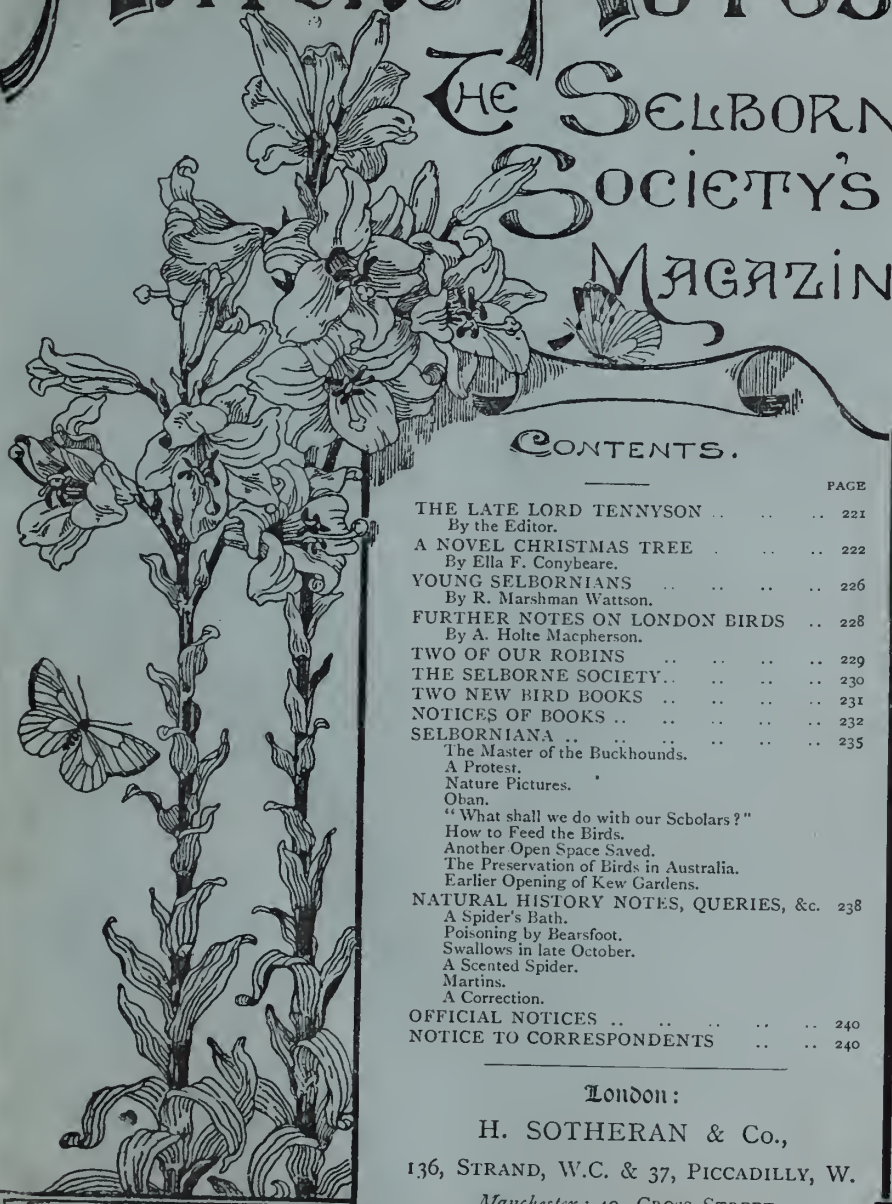 THE SELBORN
SOCIETY'S
MAGAZIN
CONTENTS.
PAGE
THE LATE LORD TENNYSON .. .. .. 221
By the Editor.
A NOVEL CHRISTMAS TREE . .. .. 222
By Ella F. Conybeare.
YOUNG SELBORNIANS .. .. .. .. 226
By R. Marshman Wattson.
FURTHER NOTES ON LONDON BIRDS .. 228
By A. Holte Macpherson.
TWO OF OUR ROBINS .. .. .. .. 229
THE SELBORNE SOCIETY.. .. .. .. 230
TWO NEW BIRD BOOKS .. .. .. .. 231
NOTICES OF BOOKS .. .. .. .. .. 232
SELBORNIANA .. .. .. .. .. .. 235
The Master of the Buckhounds.
A Protest.
Nature Pictures.
Oban.
"What shall we do with our Scholars?"
How to Feed the Birds.
Another Open Space Saved.
The Preservation of Birds in Australia.
Earlier Opening of Kew Gardens.
NATURAL HISTORY NOTES, QUERIES, &c. 238
A Spider's Bath.
Poisoning by Bearsfoot.
Swallows in late October.
A Scented Spider.
Martins.
A Correction.
OFFICIAL NOTICES .. .. .. .. .. 240
NOTICE TO CORRESPONDENTS .. .. 240
London:
H. SOTHERAN & Co.,
136, STRAND, W.C. & 37, PICCADILLY, W.